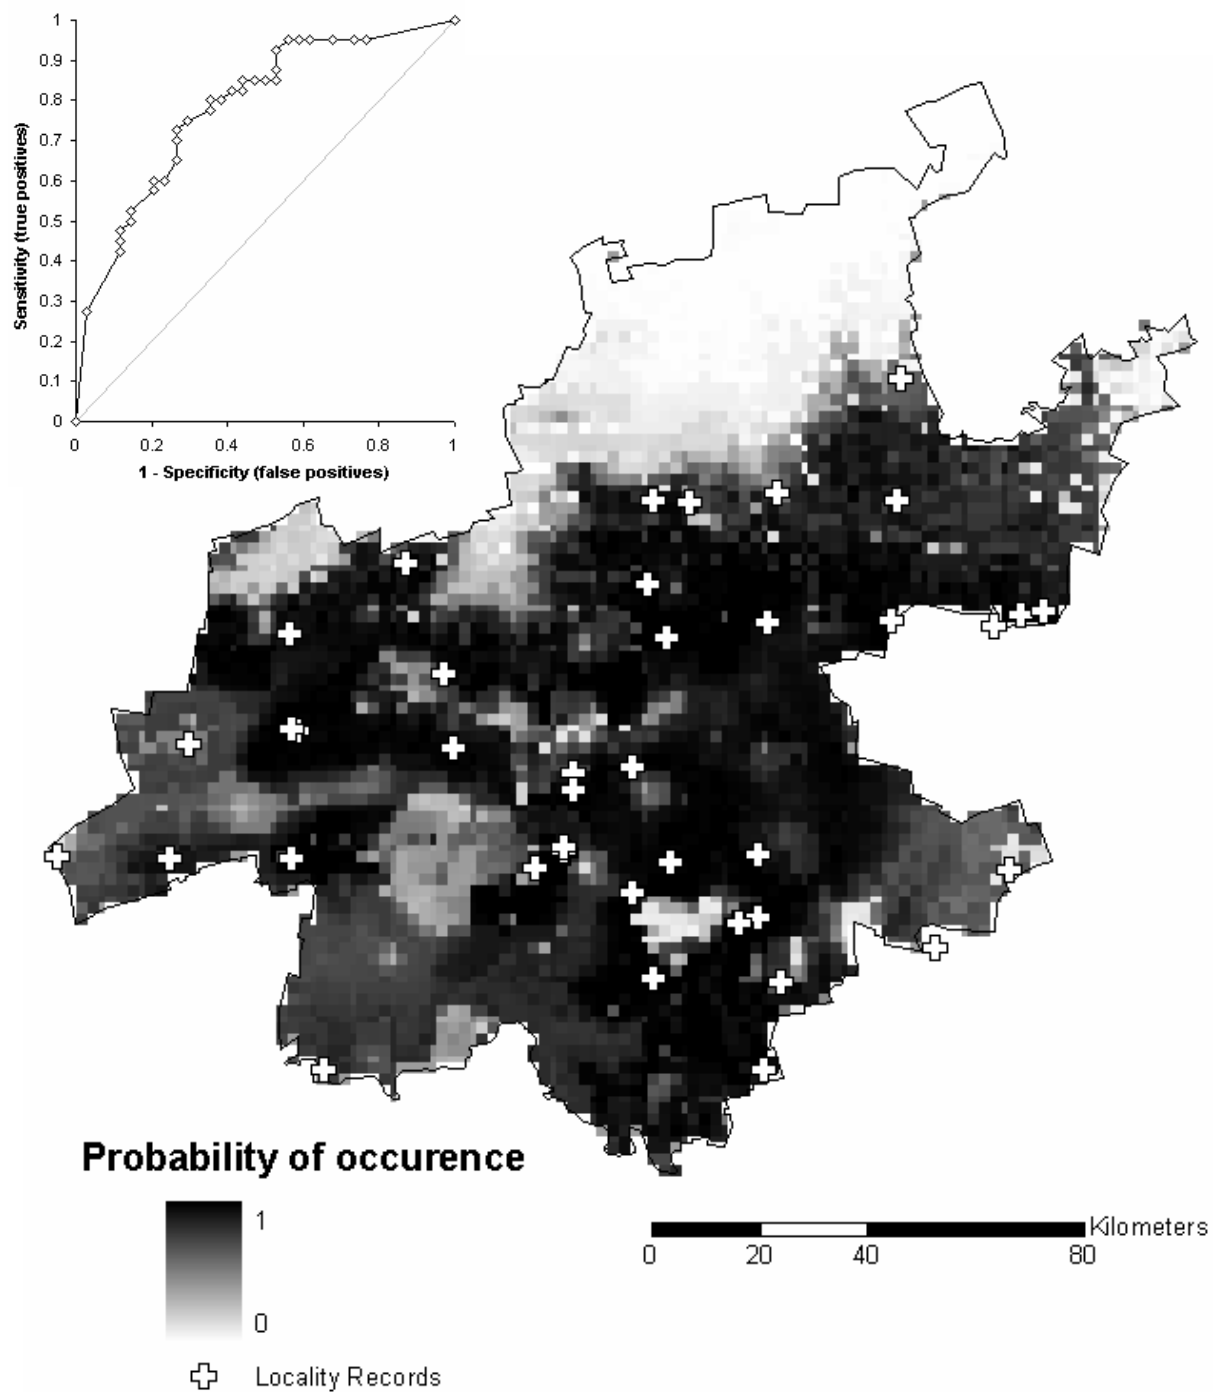 1
0.9
0.8
0.7
0.6
0.5
0.4
0.3
0.2
0.1
0
Sensitivity (true positives)
0 0.2 0.4 0.6 0.8 1
1 - Specificity (false positives)
Probability of occurence
1
0
Locality Records
Kilometers
0 20 40 80